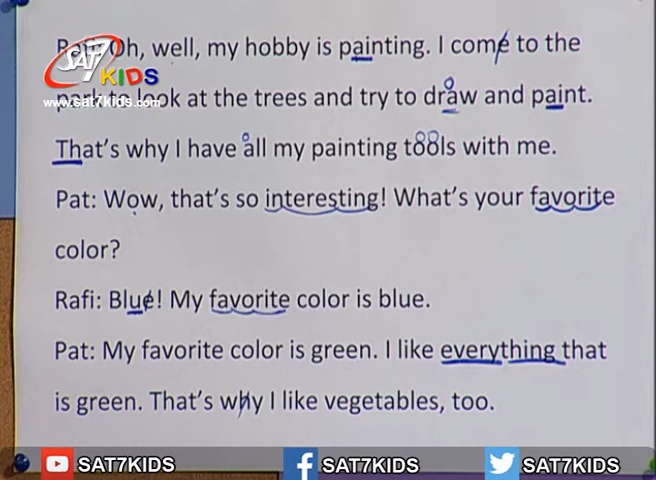 Rafi: Oh, well, my hobby is painting. I come to the
park to look at the trees and try to draw and paint.
That's why I have all my painting tools with me.
Pat: Wow, that's so interesting! What's your favorite
color?
Rafi: Blue! My favorite color is blue.
Pat: My favorite color is green. I like everything that
is green. That's why I like vegetables, too.
SAT7
KIDS
www.sat7kids.com
SAT7KIDS
SAT7KIDS
SAT7KIDS